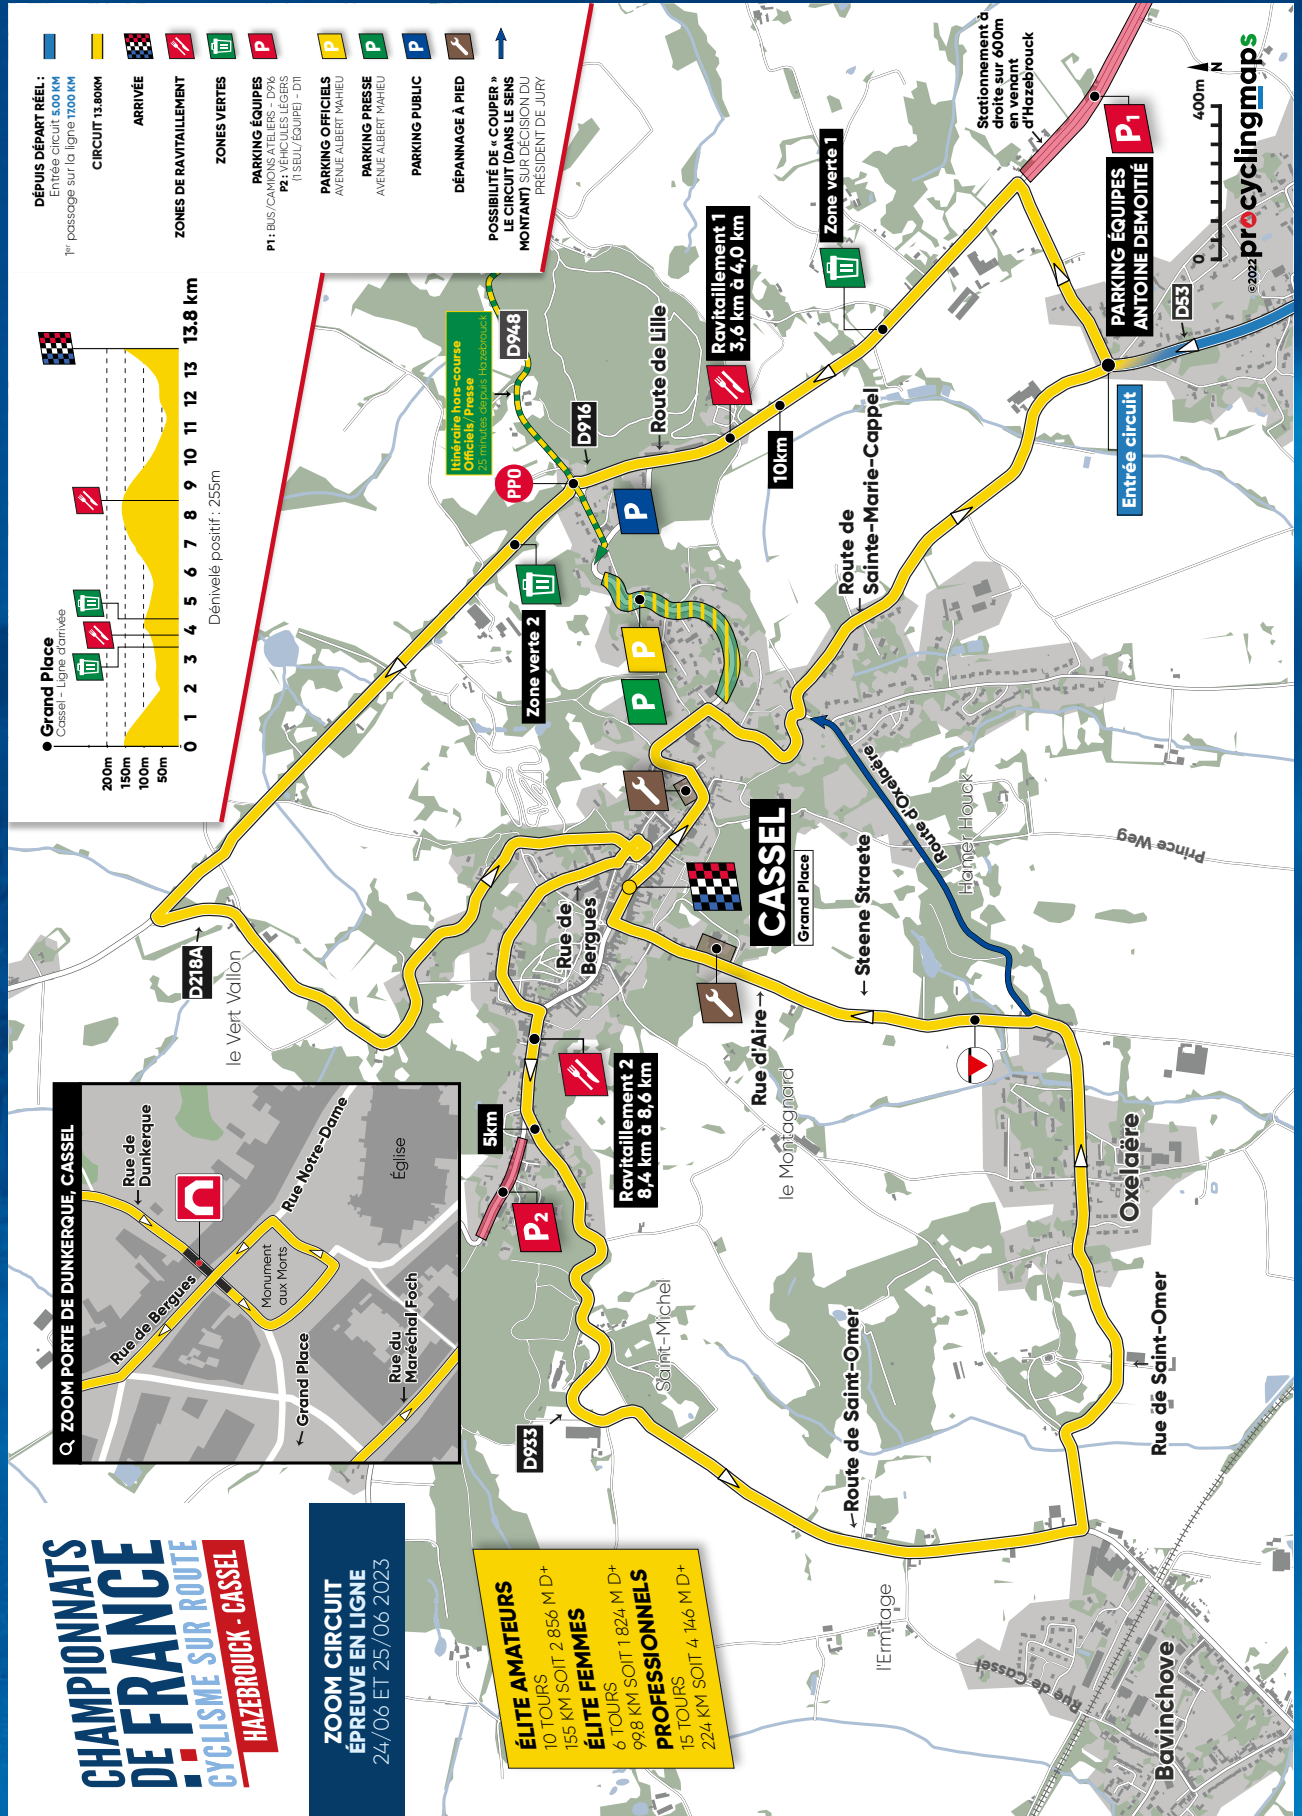 CHAMPIONNATS
DE FRANCE
CYCLISME SUR ROUTE
HAZEBROUCK - CASSEL
ZOOM CIRCUIT
ÉPREUVE EN LIGNE
24/06 ET 25/06 2023
ÉLITE AMATEURS
10 TOURS
155 KM SOIT 2 856 M D+
ÉLITE FEMMES
6 TOURS
99.8 KM SOIT 1 824 M D+
PROFESSIONNELS
15 TOURS
224 KM SOIT 4 146 M D+
ZOOM PORTE DE DUNKERQUE, CASSEL
Rue de
Dunkerque
Rue de Bergues
Rue Notre-Dame
Monument
aux Morts
Église
Grand Place
Rue du
Maréchal Foch
Grand Place
Cassel - Ligne d'arrivée
200m
150m
100m
50m
0 1 2 3 4 5 6 7 8 9 10 11 12 13 13.8 km
Dénivelé positif : 255m
DÉPUIS DÉPART RÉEL :
Entrée circuit 5.00 KM
1er passage sur la ligne 17.00 KM
CIRCUIT 13.80KM
ARRIVÉE
ZONES DE RAVITAILLEMENT
ZONES VERTES
P
PARKING ÉQUIPES
P1 : BUS/CAMIONS ATELIERS - D916
P2 : VÉHICULES LÉGERS
(1 SEUL / ÉQUIPE) - D11
P
PARKING OFFICIELS
AVENUE ALBERT MAHIEU
P
PARKING PRESSE
AVENUE ALBERT MAHIEU
P
PARKING PUBLIC
DÉPANNAGE À PIED
POSSIBILITÉ DE « COUPER »
LE CIRCUIT (DANS LE SENS
MONTANT) SUR DÉCISION DU
PRÉSIDENT DE JURY
D218A
le Vert Vallon
Itinéraire hors-course
Officiels/Presse
25 minutes depuis Hazebrouck
D948
PPO
D916
Route de Lille
Zone verte 2
P
P
P
Ravitaillement 1
3,6 km à 4,0 km
10km
Zone verte 1
Stationnement à
droite sur 600m
en venant
d'Hazebrouck
P1
PARKING ÉQUIPES
ANTOINE DEMOITIÉ
D53
Entrée circuit
Route de
Sainte-Marie-Cappel
5km
P2
Ravitaillement 2
8,4 km à 8,6 km
Rue de
Bergues
CASSEL
Grand Place
Rue d'Aire
Steene Straete
le Montagnard
Route d'Oxelaëre
Hamer Houck
Prince Weg
D933
Saint-Michel
Route de Saint-Omer
Oxelaëre
Rue de Saint-Omer
l'Ermitage
Rue de Cassel
Bavinchove
0 400m
N
©2022 procyclingmaps